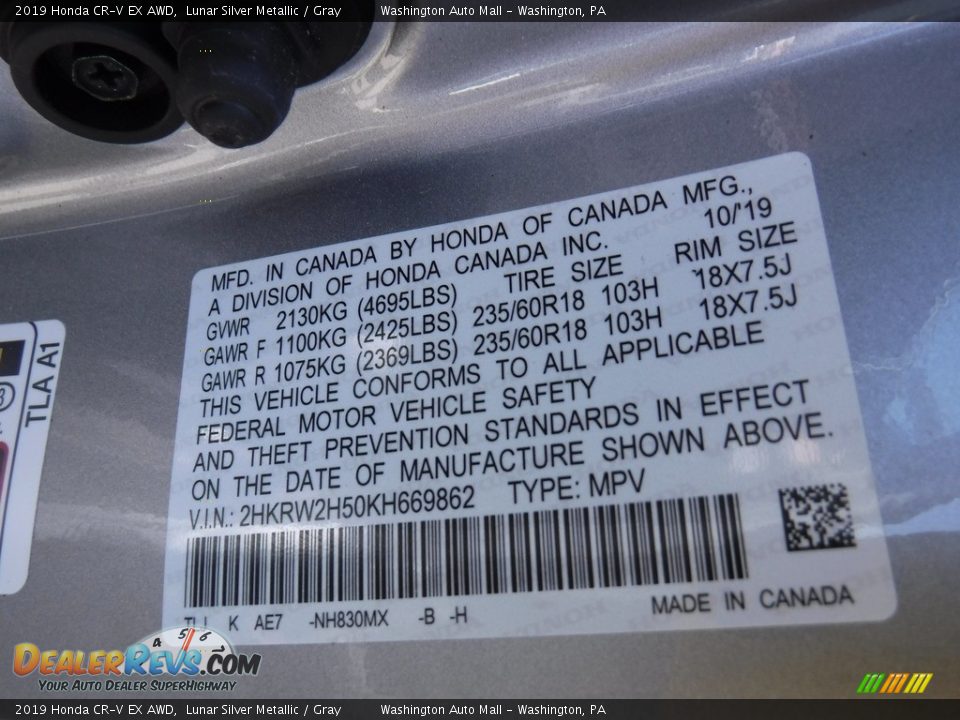 2019 Honda CR-V EX AWD, Lunar Silver Metallic / Gray Washington Auto Mall - Washington, PA
MFD. IN CANADA BY HONDA OF CANADA MFG.,
A DIVISION OF HONDA CANADA INC. 10/'19
GVWR 2130KG (4695LBS) TIRE SIZE RIM SIZE
GAWR F 1100KG (2425LBS) 235/60R18 103H 18X7.5J
GAWR R 1075KG (2369LBS) 235/60R18 103H 18X7.5J
THIS VEHICLE CONFORMS TO ALL APPLICABLE
FEDERAL MOTOR VEHICLE SAFETY
AND THEFT PREVENTION STANDARDS IN EFFECT
ON THE DATE OF MANUFACTURE SHOWN ABOVE.
V.I.N.: 2HKRW2H50KH669862 TYPE: MPV
K AE7 -NH830MX -B -H
MADE IN CANADA
TLA A1
4 5 6
DEALERREVS.COM
YOUR AUTO DEALER SUPERHIGHWAY
2019 Honda CR-V EX AWD, Lunar Silver Metallic / Gray Washington Auto Mall - Washington, PA